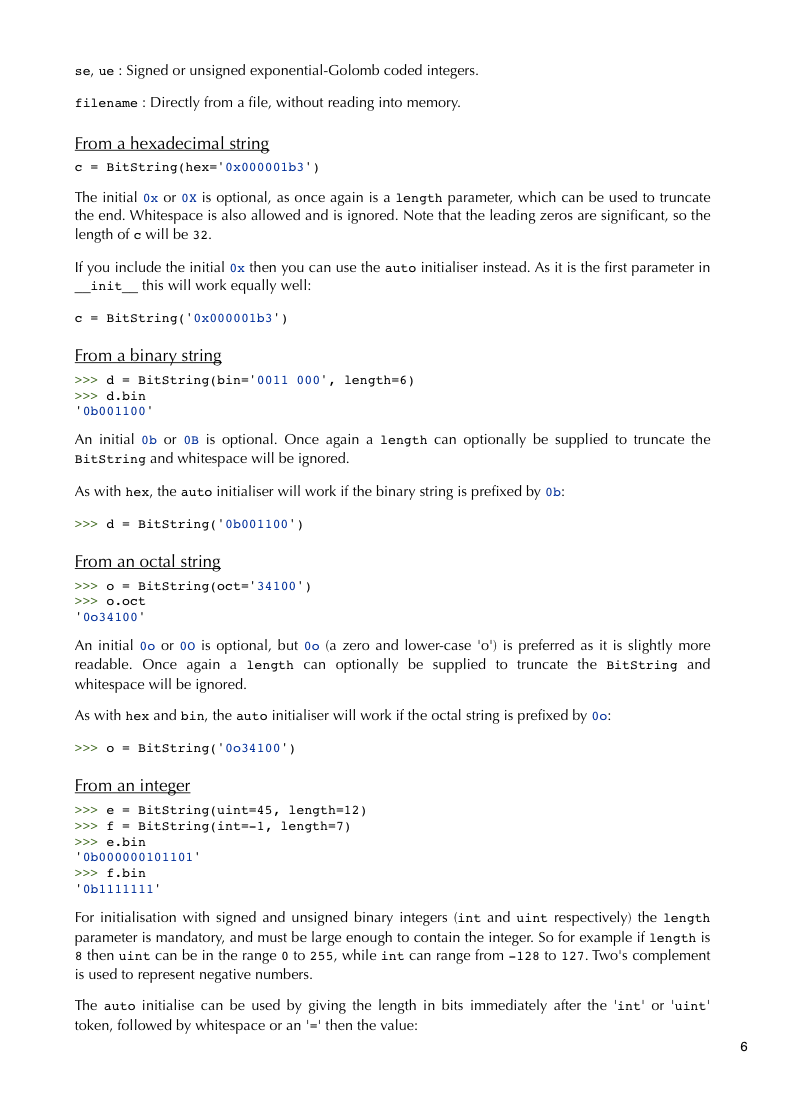 se, ue : Signed or unsigned exponential-Golomb coded integers.
filename : Directly from a file, without reading into memory.
From a hexadecimal string
c = BitString(hex='0x000001b3')
The initial 0x or 0X is optional, as once again is a length parameter, which can be used to truncate
the end. Whitespace is also allowed and is ignored. Note that the leading zeros are significant, so the
length of c will be 32.
If you include the initial 0x then you can use the auto initialiser instead. As it is the first parameter in
__init__ this will work equally well:
c = BitString('0x000001b3')
From a binary string
>>> d = BitString(bin='0011 000', length=6)
>>> d.bin
'0b001100'
An initial 0b or 0B is optional. Once again a length can optionally be supplied to truncate the
BitString and whitespace will be ignored.
As with hex, the auto initialiser will work if the binary string is prefixed by 0b:
>>> d = BitString('0b001100')
From an octal string
>>> o = BitString(oct='34100')
>>> o.oct
'0o34100'
An initial 0o or 0O is optional, but 0o (a zero and lower-case 'o') is preferred as it is slightly more
readable. Once again a length can optionally be supplied to truncate the BitString and
whitespace will be ignored.
As with hex and bin, the auto initialiser will work if the octal string is prefixed by 0o:
>>> o = BitString('0o34100')
From an integer
>>> e = BitString(uint=45, length=12)
>>> f = BitString(int=-1, length=7)
>>> e.bin
'0b000000101101'
>>> f.bin
'0b1111111'
For initialisation with signed and unsigned binary integers (int and uint respectively) the length
parameter is mandatory, and must be large enough to contain the integer. So for example if length is
8 then uint can be in the range 0 to 255, while int can range from -128 to 127. Two's complement
is used to represent negative numbers.
The auto initialise can be used by giving the length in bits immediately after the 'int' or 'uint'
token, followed by whitespace or an '=' then the value:
6